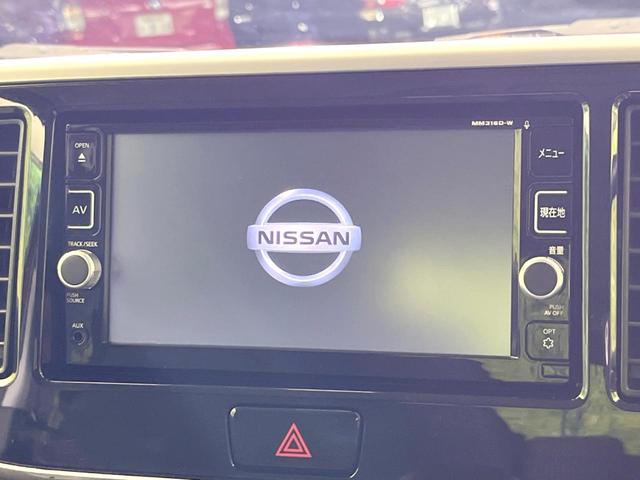 MM316D-W
OPEN
メニュー
AV
現在地
TRACK/SEEK
音量
NISSAN
PUSH
SOURCE
PUSH
AV OFF
AUX
OPT